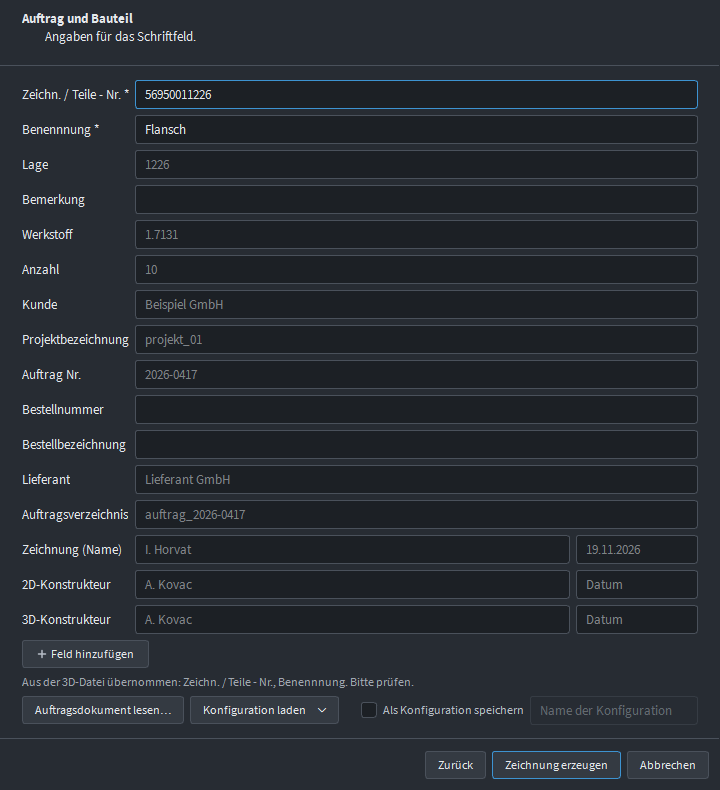 Auftrag und Bauteil
Angaben für das Schriftfeld.
Zeichn. / Teile - Nr. * 56950011226
Benennnung * Flansch
Lage 1226
Bemerkung
Werkstoff 1.7131
Anzahl 10
Kunde Beispiel GmbH
Projektbezeichnung projekt_01
Auftrag Nr. 2026-0417
Bestellnummer
Bestellbezeichnung
Lieferant Lieferant GmbH
Auftragsverzeichnis auftrag_2026-0417
Zeichnung (Name) I. Horvat 19.11.2026
2D-Konstrukteur A. Kovac Datum
3D-Konstrukteur A. Kovac Datum
+ Feld hinzufügen
Aus der 3D-Datei übernommen: Zeichn. / Teile - Nr., Benennnung. Bitte prüfen.
Auftragsdokument lesen... Konfiguration laden Als Konfiguration speichern Name der Konfiguration
Zurück Zeichnung erzeugen Abbrechen